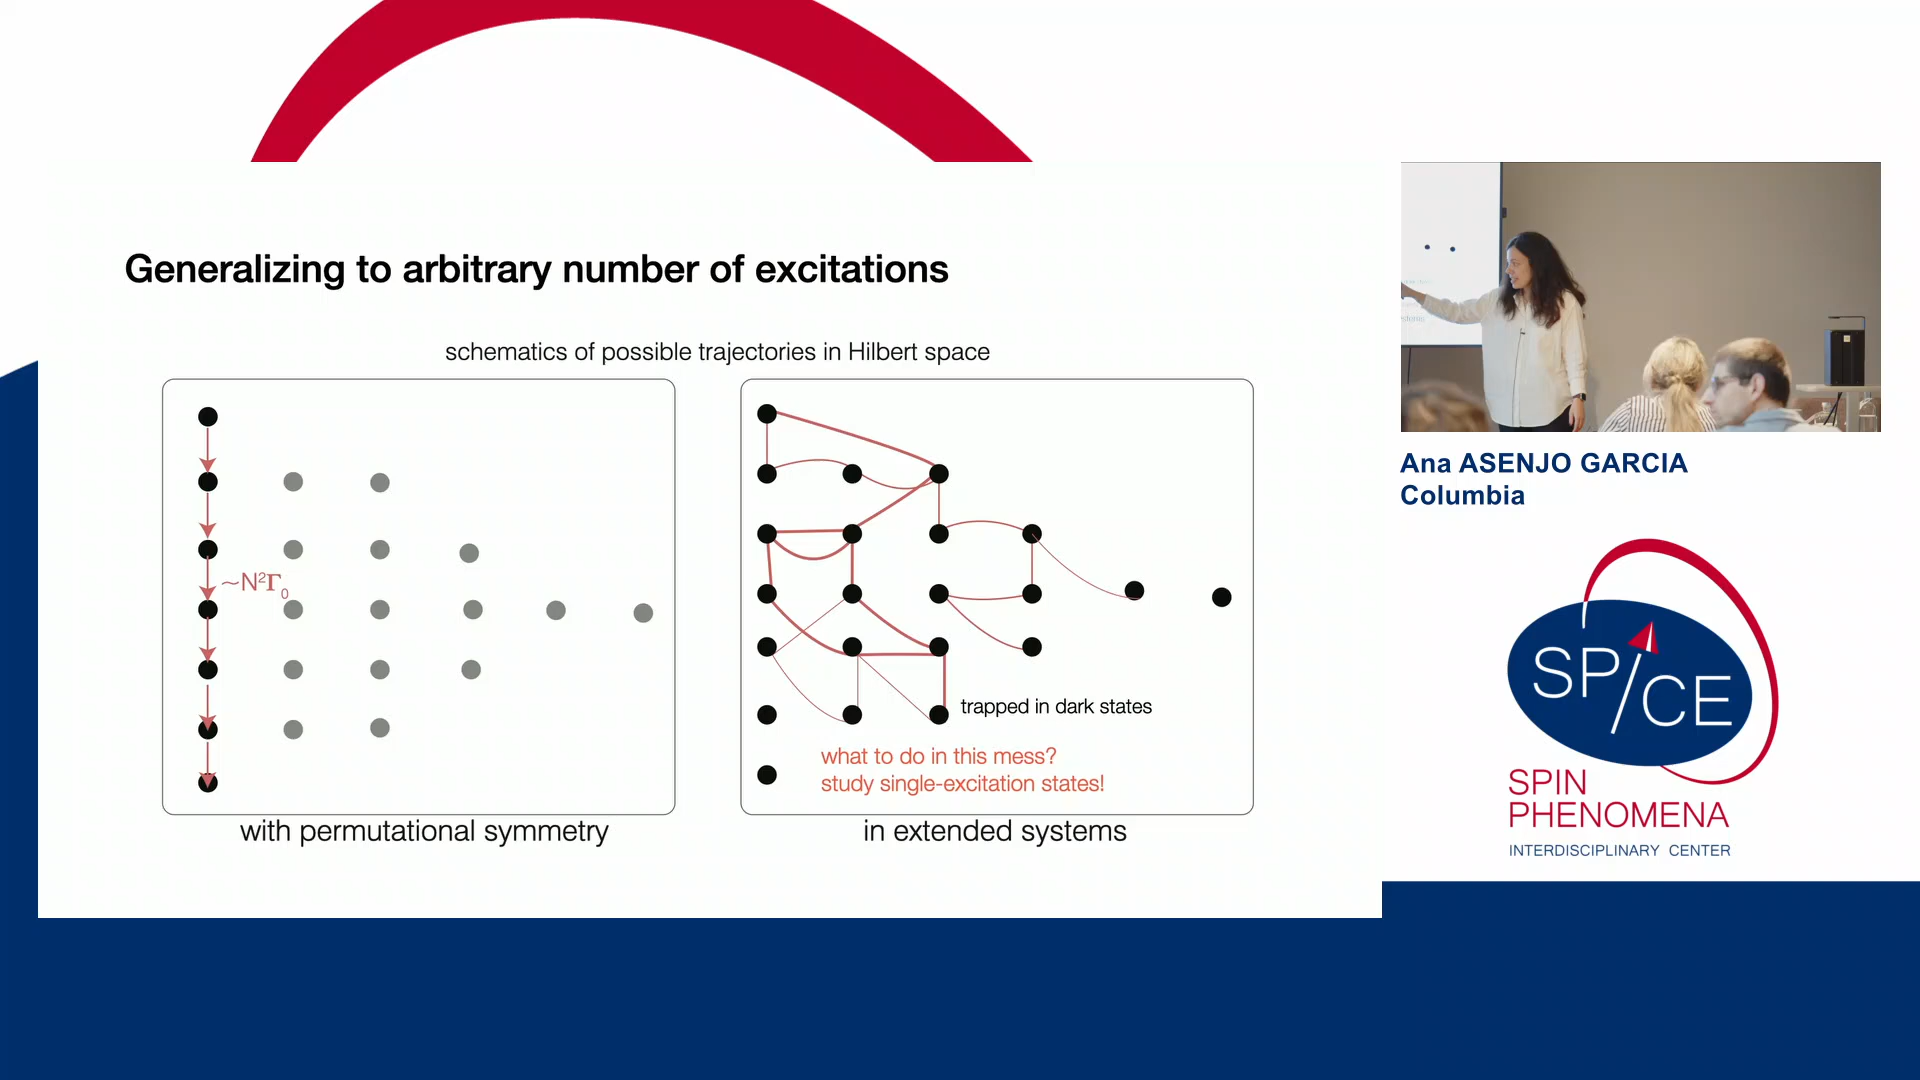 Generalizing to arbitrary number of excitations
schematics of possible trajectories in Hilbert space
~N²Γ₀
trapped in dark states
what to do in this mess?
study single-excitation states!
with permutational symmetry
in extended systems
Ana ASENJO GARCIA
Columbia
SP/CE
SPIN
PHENOMENA
INTERDISCIPLINARY CENTER